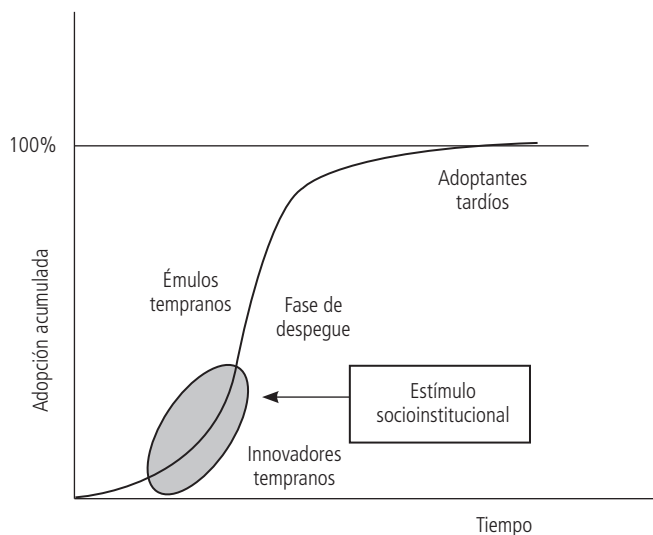 100%
Adoptantes
tardíos
Émulos
tempranos
Fase de
despegue
Adopción acumulada
Estímulo
socioinstitucional
Innovadores
tempranos
Tiempo